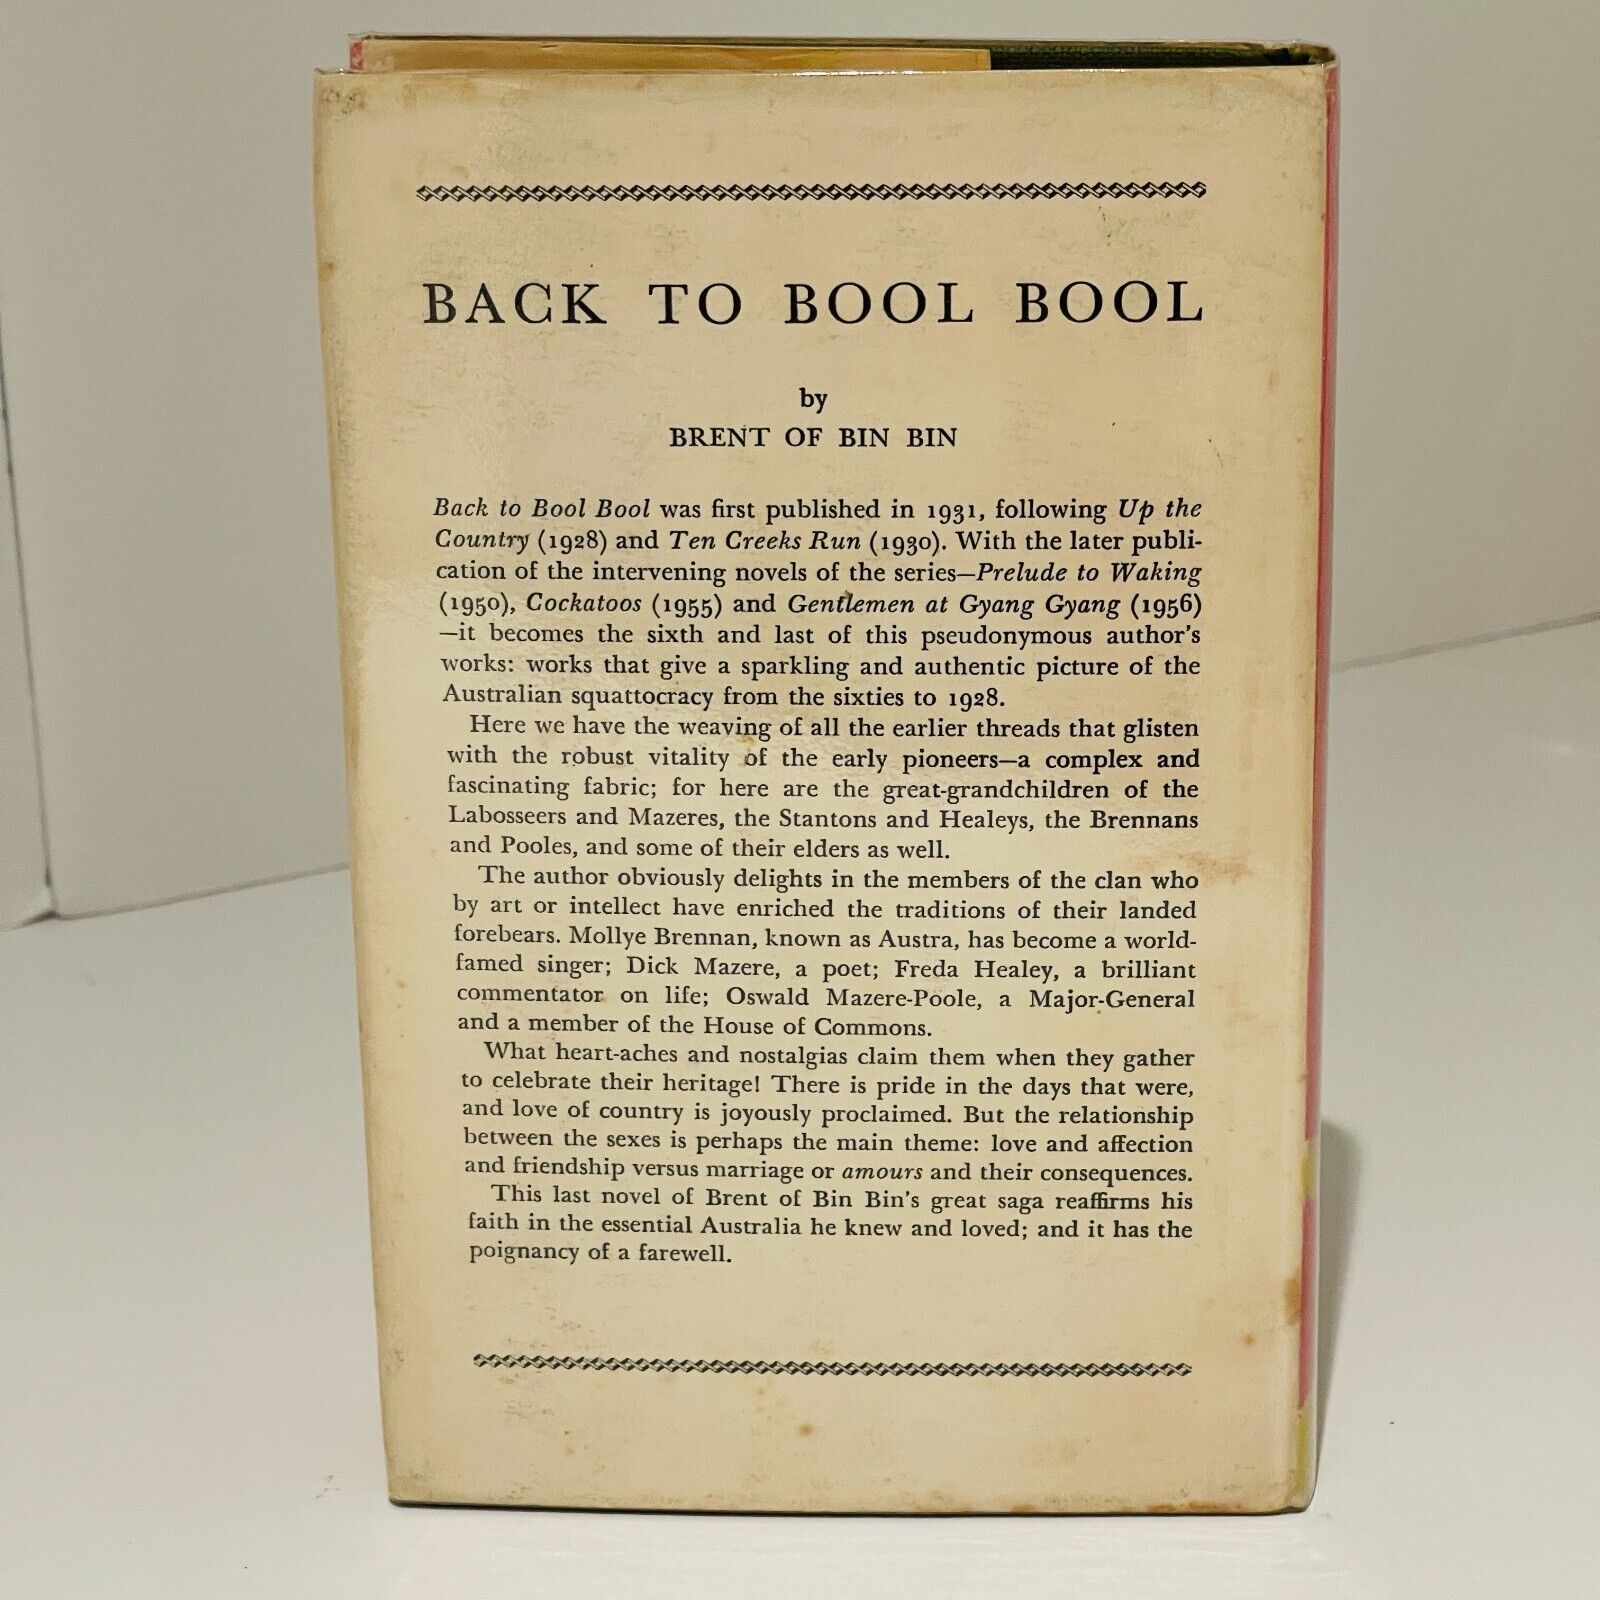 BACK TO BOOL BOOL
by
BRENT OF BIN BIN
Back to Bool Bool was first published in 1931, following Up the
Country (1928) and Ten Creeks Run (1930). With the later publi-
cation of the intervening novels of the series—Prelude to Waking
(1950), Cockatoos (1955) and Gentlemen at Gyang Gyang (1956)
—it becomes the sixth and last of this pseudonymous author's
works: works that give a sparkling and authentic picture of the
Australian squattocracy from the sixties to 1928.
Here we have the weaving of all the earlier threads that glisten
with the robust vitality of the early pioneers—a complex and
fascinating fabric; for here are the great-grandchildren of the
Labosseers and Mazeres, the Stantons and Healeys, the Brennans
and Pooles, and some of their elders as well.
The author obviously delights in the members of the clan who
by art or intellect have enriched the traditions of their landed
forebears. Mollye Brennan, known as Austra, has become a world-
famed singer; Dick Mazere, a poet; Freda Healey, a brilliant
commentator on life; Oswald Mazere-Poole, a Major-General
and a member of the House of Commons.
What heart-aches and nostalgias claim them when they gather
to celebrate their heritage! There is pride in the days that were,
and love of country is joyously proclaimed. But the relationship
between the sexes is perhaps the main theme: love and affection
and friendship versus marriage or amours and their consequences.
This last novel of Brent of Bin Bin's great saga reaffirms his
faith in the essential Australia he knew and loved; and it has the
poignancy of a farewell.